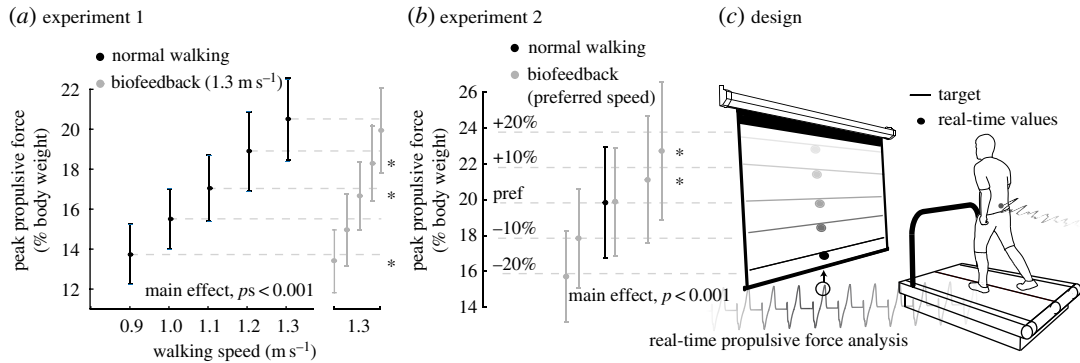 (a) experiment 1
normal walking
biofeedback (1.3 m s⁻¹)
peak propulsive force
(% body weight)
22
20
18
16
14
12
*
*
*
main effect, ps < 0.001
0.9 1.0 1.1 1.2 1.3 1.3
walking speed (m s⁻¹)
(b) experiment 2
normal walking
biofeedback
(preferred speed)
peak propulsive force
(% body weight)
26
24
22
20
18
16
14
+20%
+10%
pref
–10%
–20%
*
*
main effect, p < 0.001
(c) design
target
real-time values
real-time propulsive force analysis